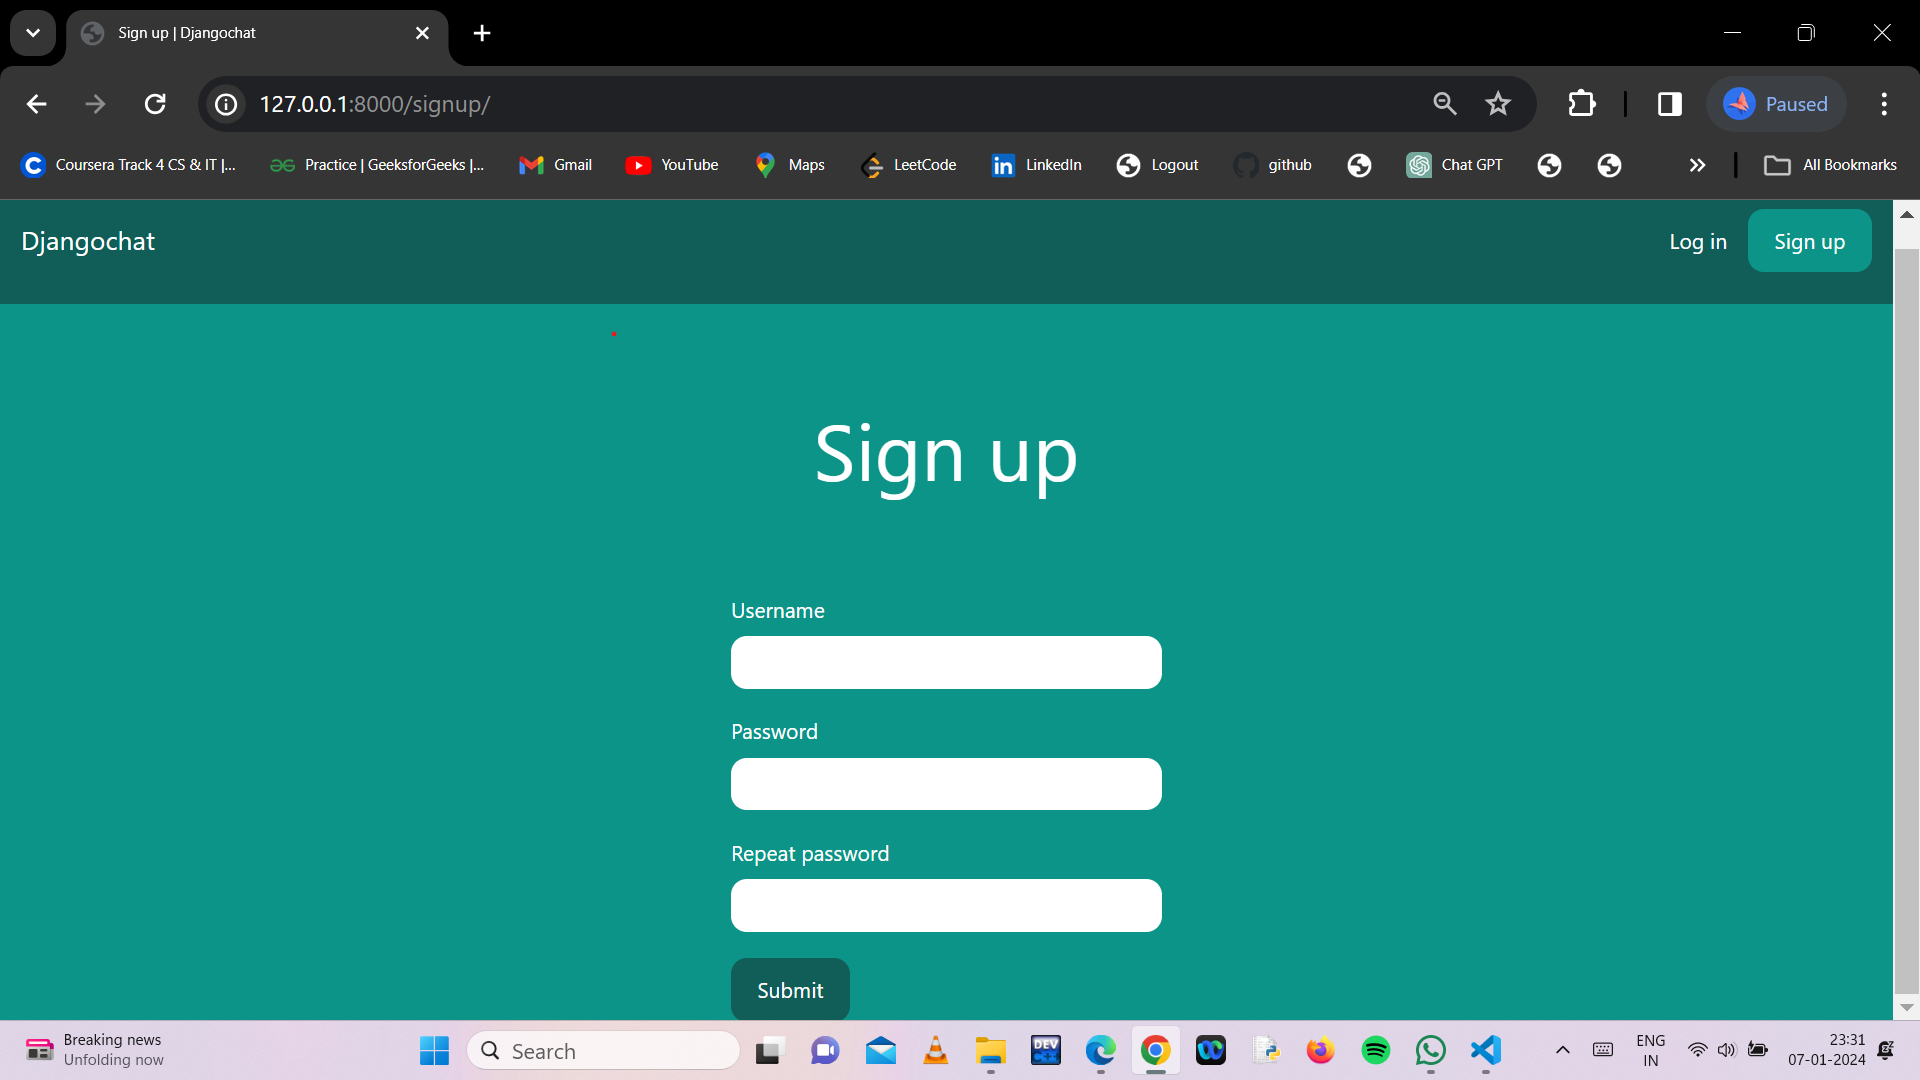 Sign up | Djangochat
127.0.0.1:8000/signup/
Paused
Coursera Track 4 CS & IT |...
Practice | GeeksforGeeks |...
Gmail
YouTube
Maps
LeetCode
LinkedIn
Logout
github
Chat GPT
All Bookmarks
Djangochat
Log in
Sign up
Sign up
Username
Password
Repeat password
Submit
Breaking news
Unfolding now
Search
DEV
C++
ENG
IN
23:31
07-01-2024